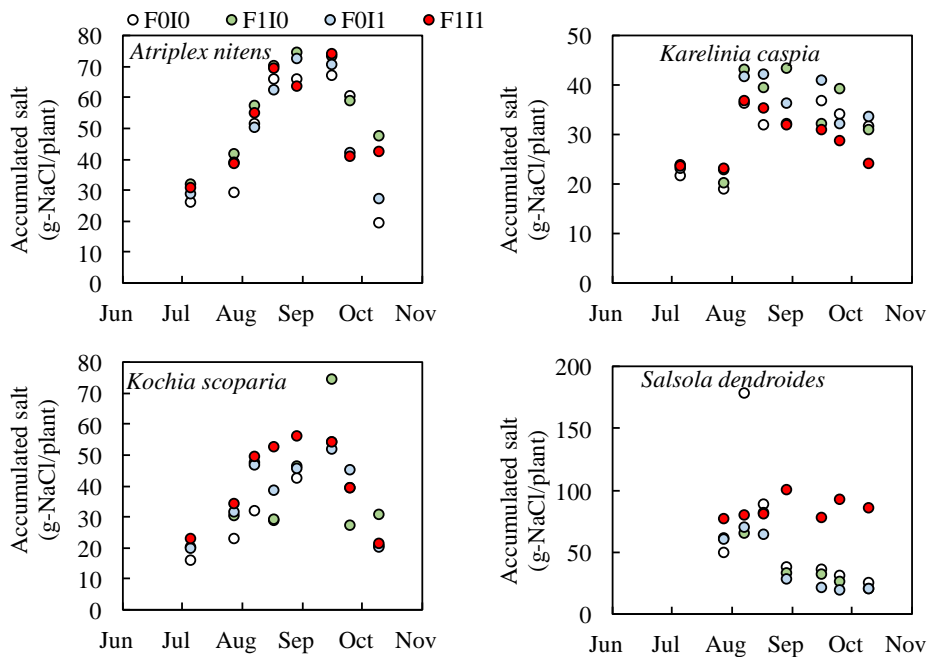 F0I0 F1I0 F0I1 F1I1
Atriplex nitens
80
70
60
50
40
30
20
10
0
Accumulated salt
(g-NaCl/plant)
Jun Jul Aug Sep Oct Nov
Karelinia caspia
50
40
30
20
10
0
Accumulated salt
(g-NaCl/plant)
Jun Jul Aug Sep Oct Nov
Kochia scoparia
80
70
60
50
40
30
20
10
0
Accumulated salt
(g-NaCl/plant)
Jun Jul Aug Sep Oct Nov
Salsola dendroides
200
150
100
50
0
Accumulated salt
(g-NaCl/plant)
Jun Jul Aug Sep Oct Nov